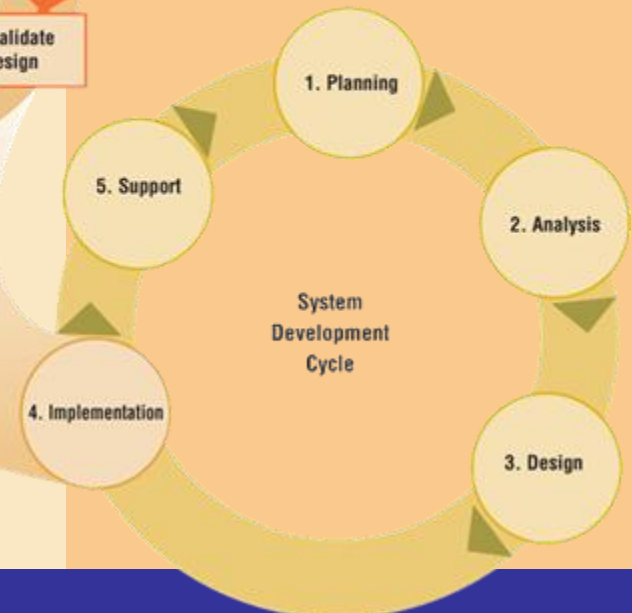 alidate
esign
1. Planning
2. Analysis
3. Design
4. Implementation
5. Support
System
Development
Cycle